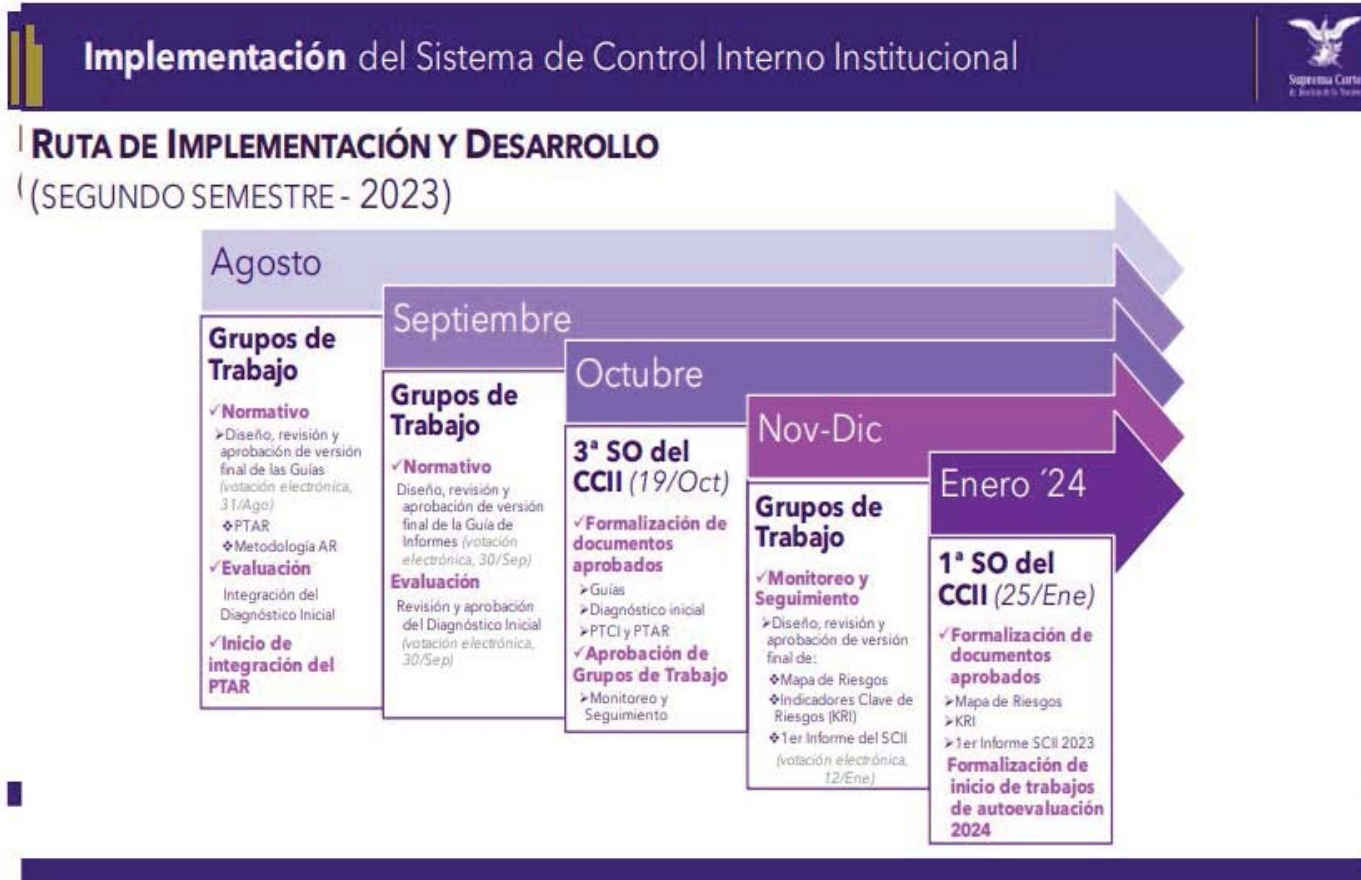 Implementación del Sistema de Control Interno Institucional
Suprema Corte
de Justicia de la Nación
RUTA DE IMPLEMENTACIÓN Y DESARROLLO
(SEGUNDO SEMESTRE - 2023)
Agosto
Grupos de
Trabajo
✓Normativo
➢Diseño, revisión y
aprobación de versión
final de las Guías
(votación electrónica,
31/Ago)
❖PTAR
❖Metodología AR
✓Evaluación
Integración del
Diagnóstico Inicial
✓Inicio de
integración del
PTAR
Septiembre
Grupos de
Trabajo
✓Normativo
Diseño, revisión y
aprobación de versión
final de la Guía de
Informes (votación
electrónica, 30/Sep)
Evaluación
Revisión y aprobación
del Diagnóstico Inicial
(votación electrónica,
30/Sep)
Octubre
3ª SO del
CCII (19/Oct)
✓Formalización de
documentos
aprobados
➢Guías
➢Diagnóstico inicial
➢PTCI y PTAR
✓Aprobación de
Grupos de Trabajo
➢Monitoreo y
Seguimiento
Nov-Dic
Grupos de
Trabajo
✓Monitoreo y
Seguimiento
➢Diseño, revisión y
aprobación de versión
final de:
❖Mapa de Riesgos
❖Indicadores Clave de
Riesgos (KRI)
❖1er Informe del SCII
(votación electrónica,
12/Ene)
Enero ´24
1ª SO del
CCII (25/Ene)
✓Formalización de
documentos
aprobados
➢Mapa de Riesgos
➢KRI
➢1er Informe SCII 2023
Formalización de
inicio de trabajos
de autoevaluación
2024